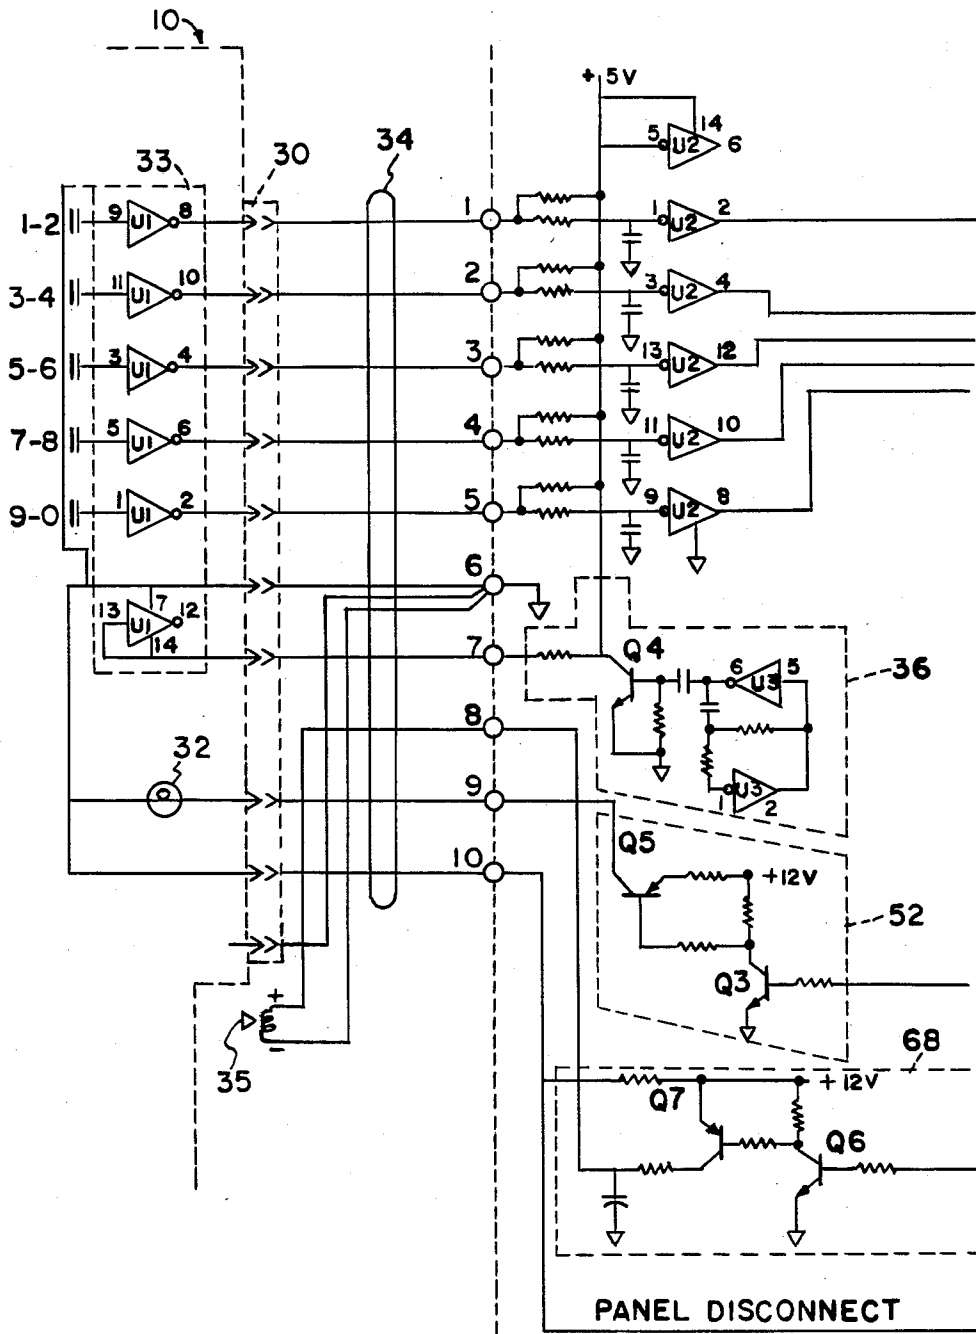 10
+5V
5 U2 14 6
33 30 34
1-2 9 U1 8 1 1 U2 2
3-4 11 U1 10 2 3 U2 4
5-6 3 U1 4 3 13 U2 12
7-8 5 U1 6 4 11 U2 10
9-0 1 U1 2 5 9 U2 8
6
13 U1 7 12 14
7 Q4 6 U3 5 36
8
1 U3 2
32 9
Q5
10 +12V
52
Q3
+ 35 -
68
+12V
Q7 Q6
PANEL DISCONNECT